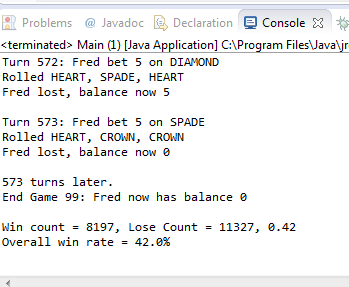 Problems @ Javadoc Declaration Console
<terminated> Main (1) [Java Application] C:\Program Files\Java\jr
Turn 572: Fred bet 5 on DIAMOND
Rolled HEART, SPADE, HEART
Fred lost, balance now 5
Turn 573: Fred bet 5 on SPADE
Rolled HEART, CROWN, CROWN
Fred lost, balance now 0
573 turns later.
End Game 99: Fred now has balance 0
Win count = 8197, Lose Count = 11327, 0.42
Overall win rate = 42.0%